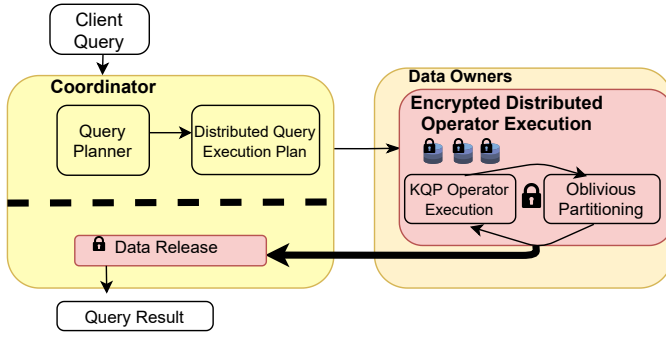 Client
Query
Coordinator
Query
Planner
Distributed Query
Execution Plan
Data Owners
Encrypted Distributed
Operator Execution
KQP Operator
Execution
Oblivious
Partitioning
Data Release
Query Result